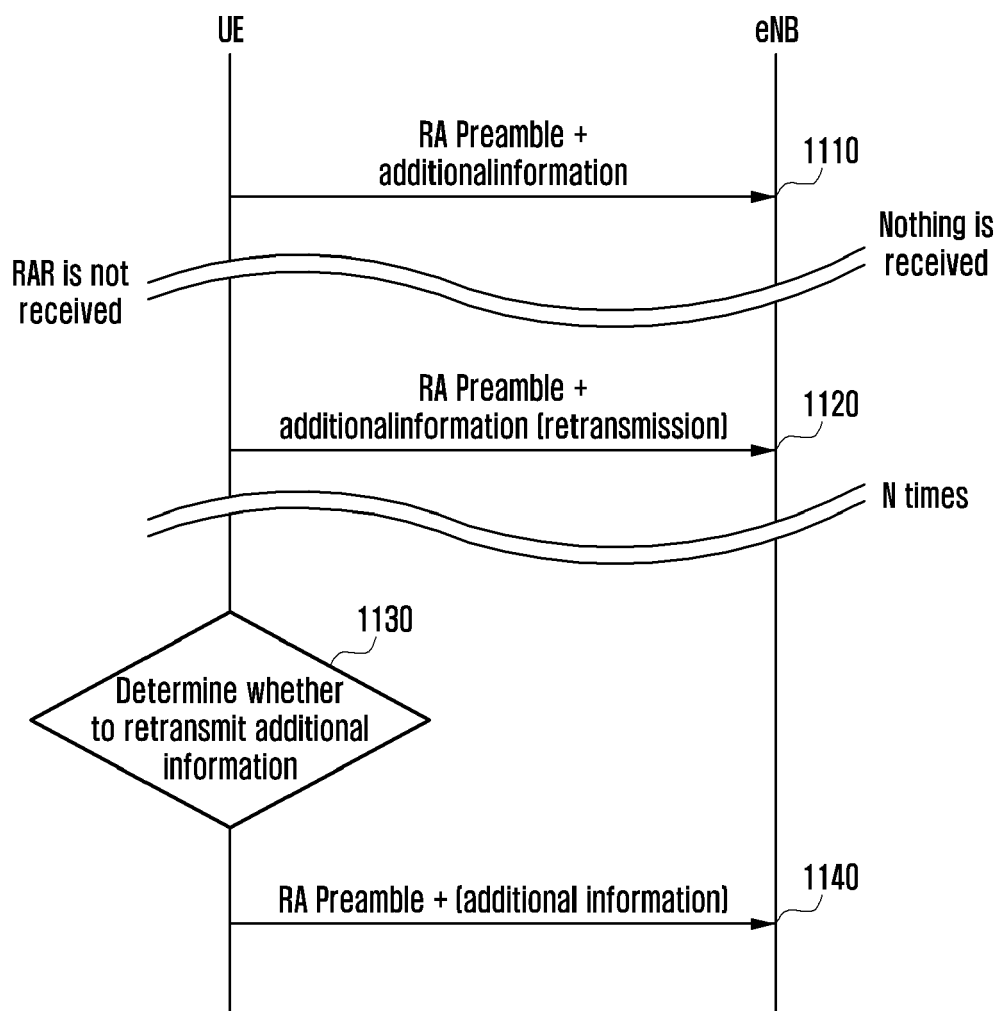 UE
eNB
RA Preamble +
additionalinformation
1110
Nothing is
received
RAR is not
received
RA Preamble +
additionalinformation (retransmission)
1120
N times
1130
Determine whether
to retransmit additional
information
1140
RA Preamble + (additional information)